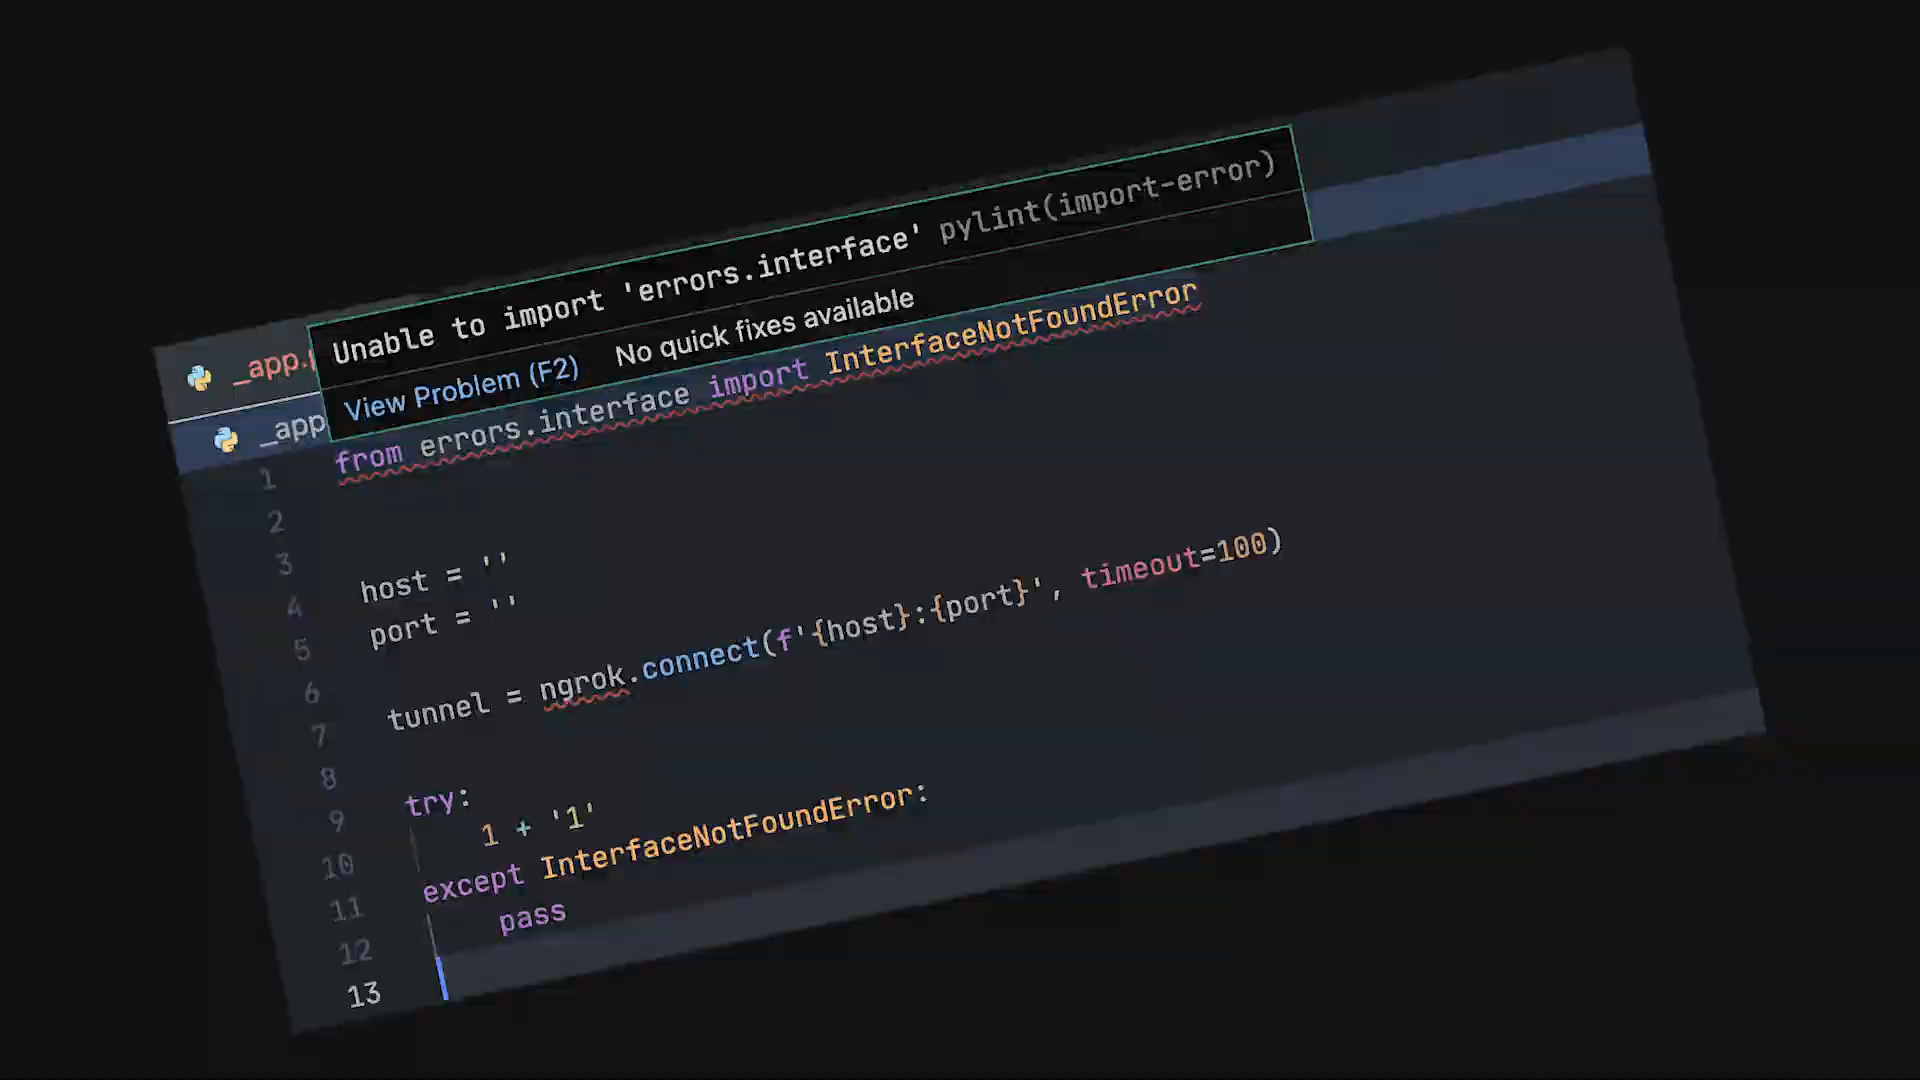 Unable to import 'errors.interface' pylint(import-error)
View Problem (F2) No quick fixes available
_app.
_app
1 from errors.interface import InterfaceNotFoundError
2
3
4 host = ''
5 port = ''
6
7 tunnel = ngrok.connect(f'{host}:{port}', timeout=100)
8
9 try:
10 1 + '1'
11 except InterfaceNotFoundError:
12 pass
13